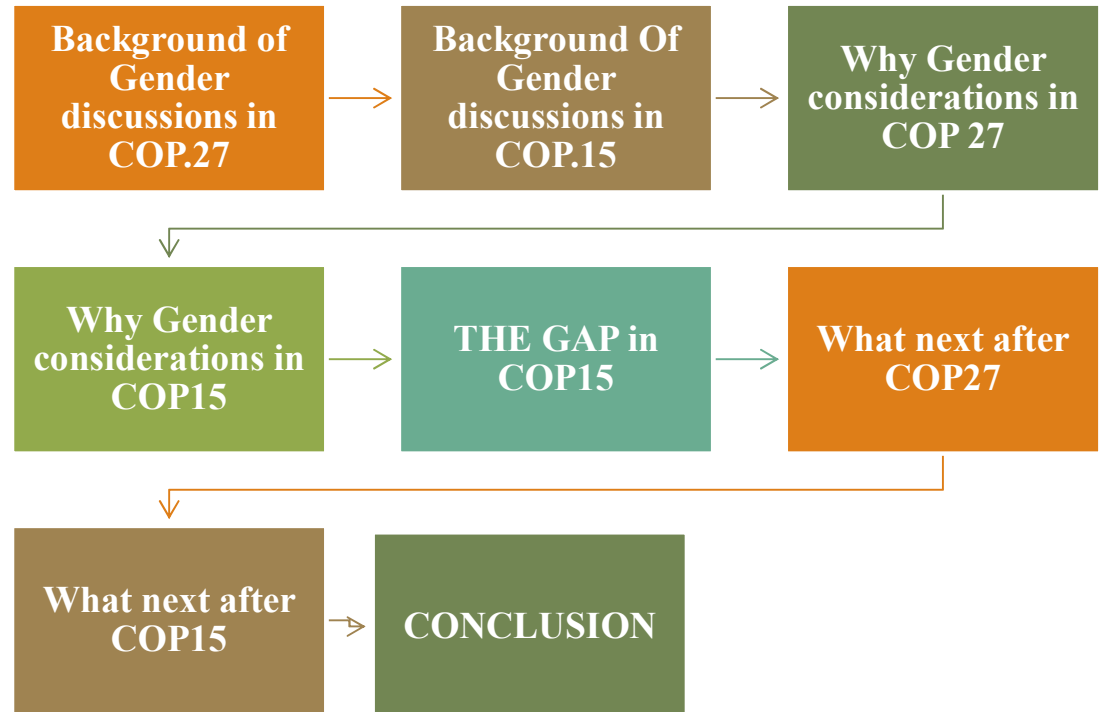 Background of
Gender
discussions in
COP.27
Background Of
Gender
discussions in
COP.15
Why Gender
considerations in
COP 27
Why Gender
considerations in
COP15
THE GAP in
COP15
What next after
COP27
What next after
COP15
CONCLUSION